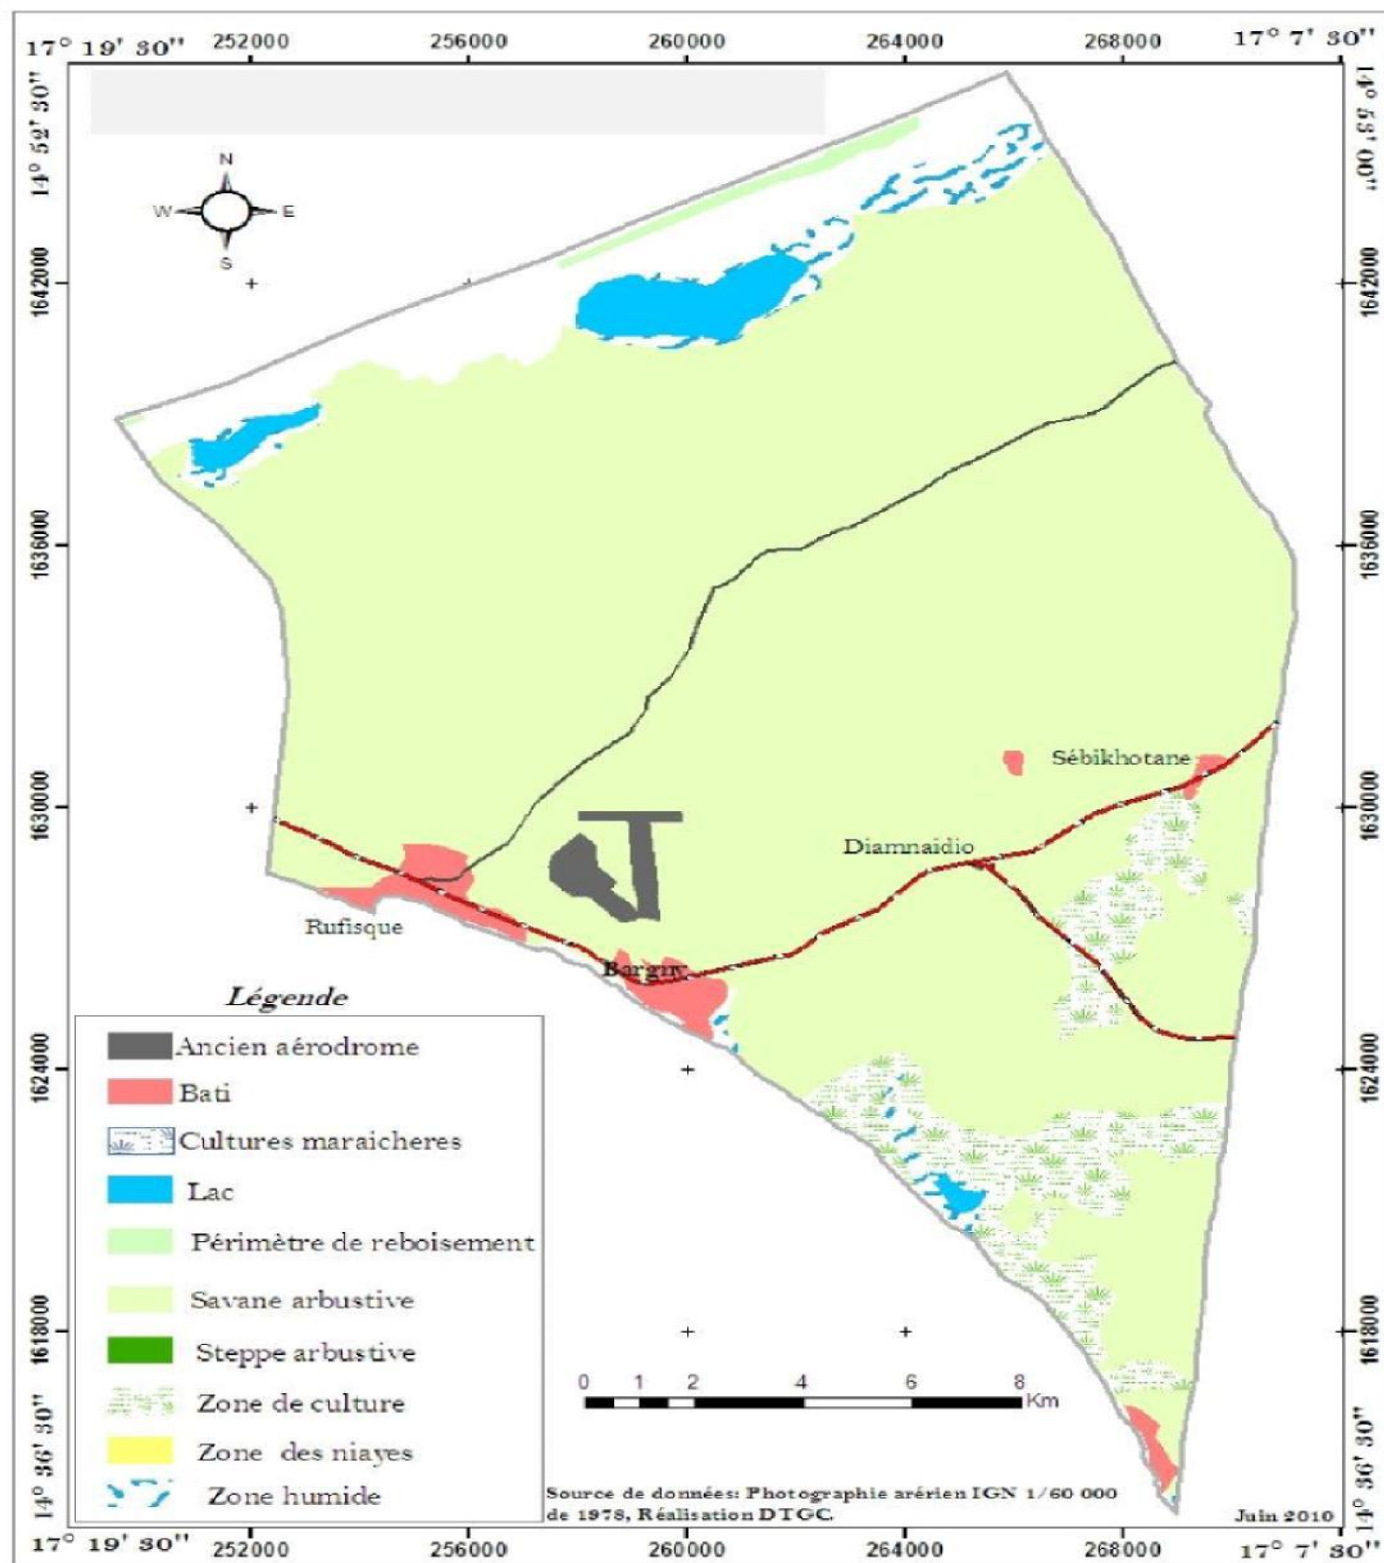 252000 256000 260000 264000 268000
17° 19' 30" 17° 7' 30"
14° 52' 30"
14° 53' 00"
N
W E
S
1642000 1642000
1636000 1636000
1630000 1630000
1624000 1624000
1618000 1618000
Sébikhotane
Diamnaidio
Rufisque
Bargny
Légende
Ancien aérodrome
Bati
Cultures maraicheres
Lac
Périmètre de reboisement
Savane arbustive
Steppe arbustive
Zone de culture
Zone des niayes
Zone humide
0 1 2 4 6 8
Km
Source de données: Photographie arérien IGN 1/60 000
de 1978, Réalisation DTGC
Juin 2010
14° 36' 30"
14° 36' 30"
17° 19' 30" 17° 7' 30"
252000 256000 260000 264000 268000